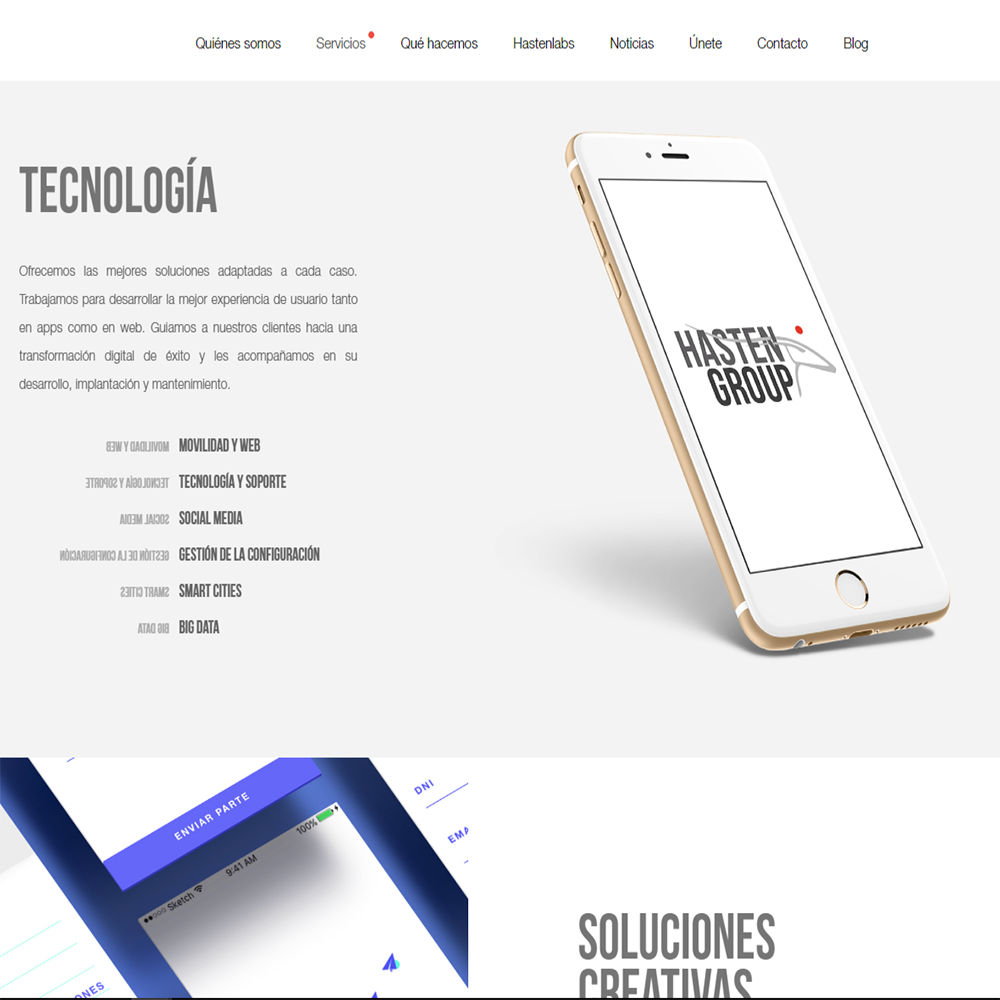 Quiénes somos Servicios Qué hacemos Hastenlabs Noticias Únete Contacto Blog
TECNOLOGÍA
Ofrecemos las mejores soluciones adaptadas a cada caso.
Trabajamos para desarrollar la mejor experiencia de usuario tanto
en apps como en web. Guiamos a nuestros clientes hacia una
transformación digital de éxito y les acompañamos en su
desarrollo, implantación y mantenimiento.
MOVILIDAD Y WEB MOVILIDAD Y WEB
TECNOLOGÍA Y SOPORTE TECNOLOGÍA Y SOPORTE
SOCIAL MEDIA SOCIAL MEDIA
GESTIÓN DE LA CONFIGURACIÓN GESTIÓN DE LA CONFIGURACIÓN
SMART CITIES SMART CITIES
BIG DATA BIG DATA
HASTEN
GROUP
ENVIAR PARTE
DNI
EMA
100%
9:41 AM
Sketch
ONES
SOLUCIONES
CREATIVAS